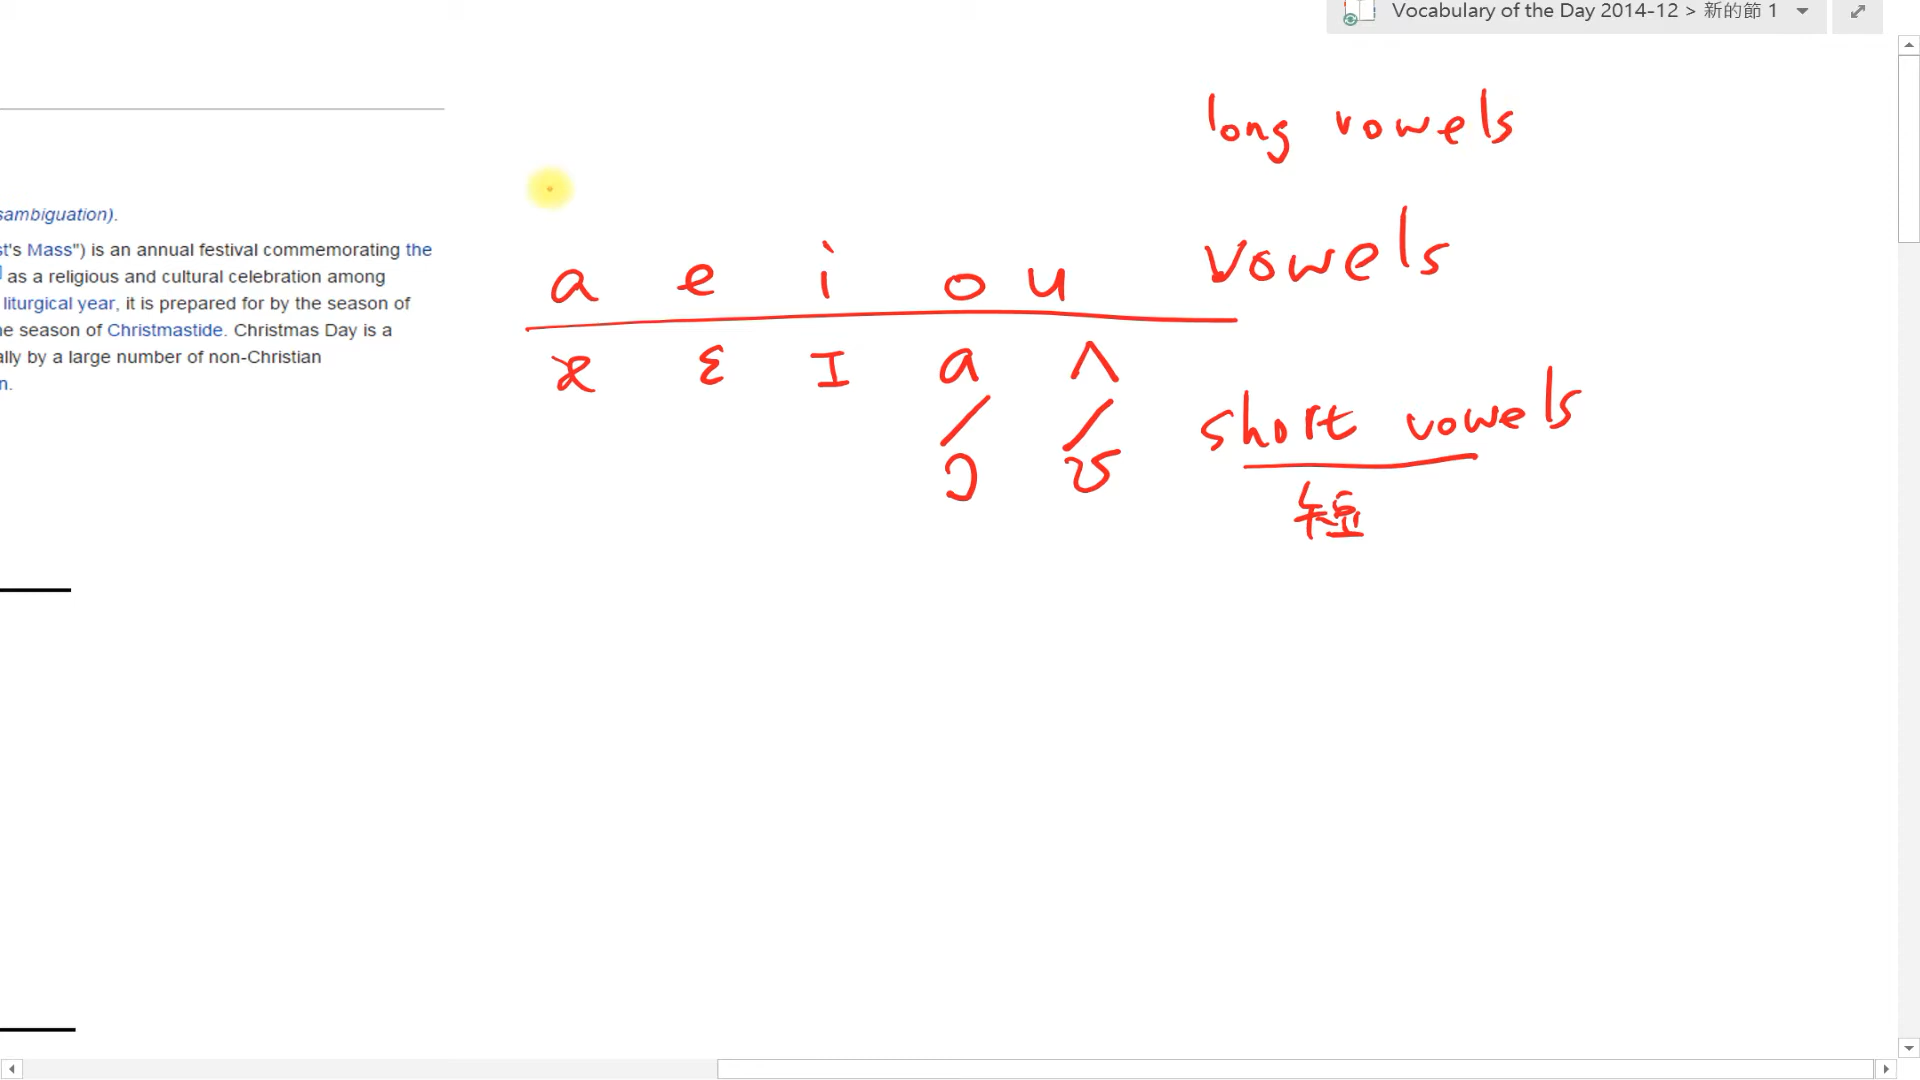 Vocabulary of the Day 2014-12 > 新的節 1
long vowels
sambiguation).
st's Mass") is an annual festival commemorating the
as a religious and cultural celebration among
liturgical year, it is prepared for by the season of
he season of Christmastide. Christmas Day is a
ally by a large number of non-Christian
n.
a e i o u vowels
æ ɛ I a ʌ
/ /
ɔ ʊ
short vowels
短